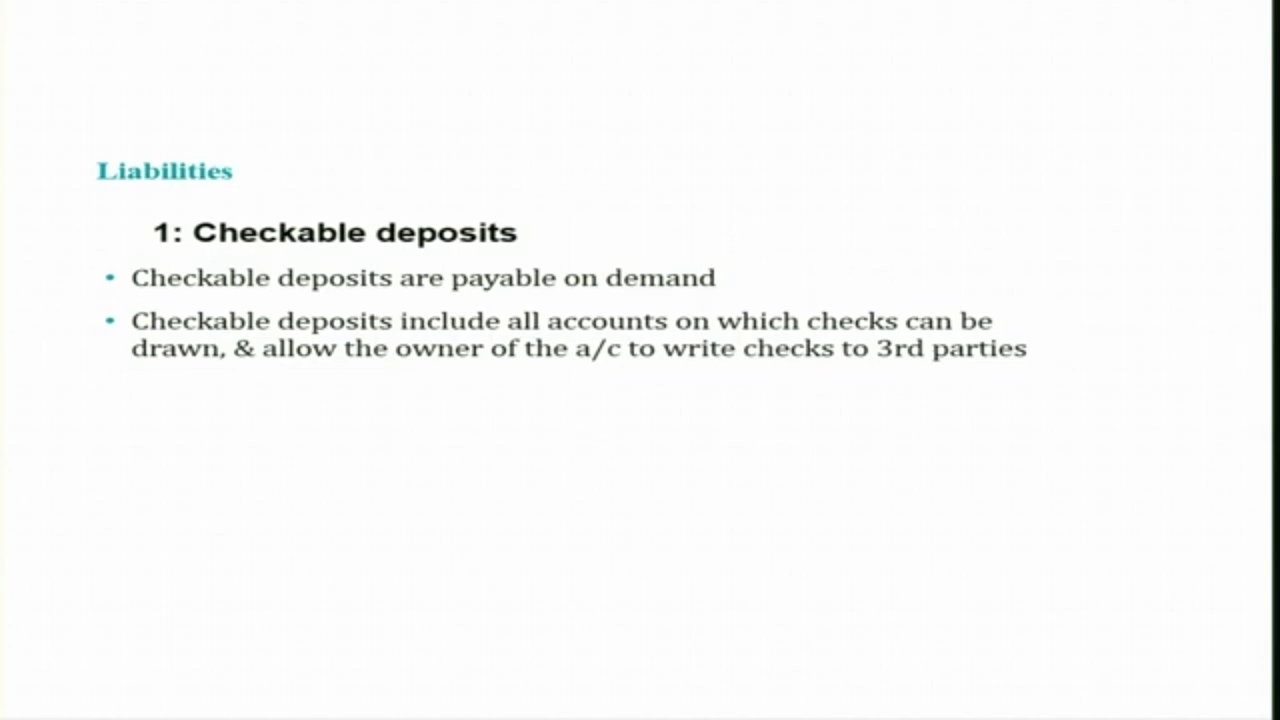 Liabilities
1: Checkable deposits
• Checkable deposits are payable on demand
• Checkable deposits include all accounts on which checks can be
drawn, & allow the owner of the a/c to write checks to 3rd parties